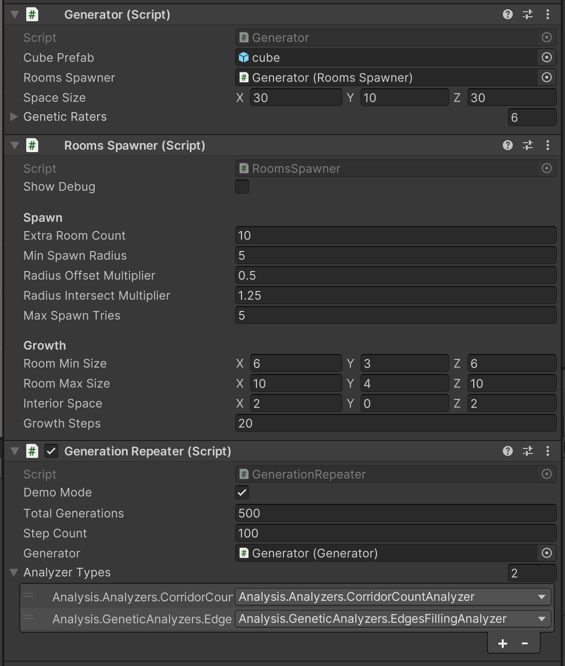 Generator (Script)
Script Generator
Cube Prefab cube
Rooms Spawner Generator (Rooms Spawner)
Space Size X 30 Y 10 Z 30
Genetic Raters 6
Rooms Spawner (Script)
Script RoomsSpawner
Show Debug
Spawn
Extra Room Count 10
Min Spawn Radius 5
Radius Offset Multiplier 0.5
Radius Intersect Multiplier 1.25
Max Spawn Tries 5
Growth
Room Min Size X 6 Y 3 Z 6
Room Max Size X 10 Y 4 Z 10
Interior Space X 2 Y 0 Z 2
Growth Steps 20
Generation Repeater (Script)
Script GenerationRepeater
Demo Mode
Total Generations 500
Step Count 100
Generator Generator (Generator)
Analyzer Types 2
Analysis.Analyzers.CorridorCour Analysis.Analyzers.CorridorCountAnalyzer
Analysis.GeneticAnalyzers.Edge Analysis.GeneticAnalyzers.EdgesFillingAnalyzer
+ -